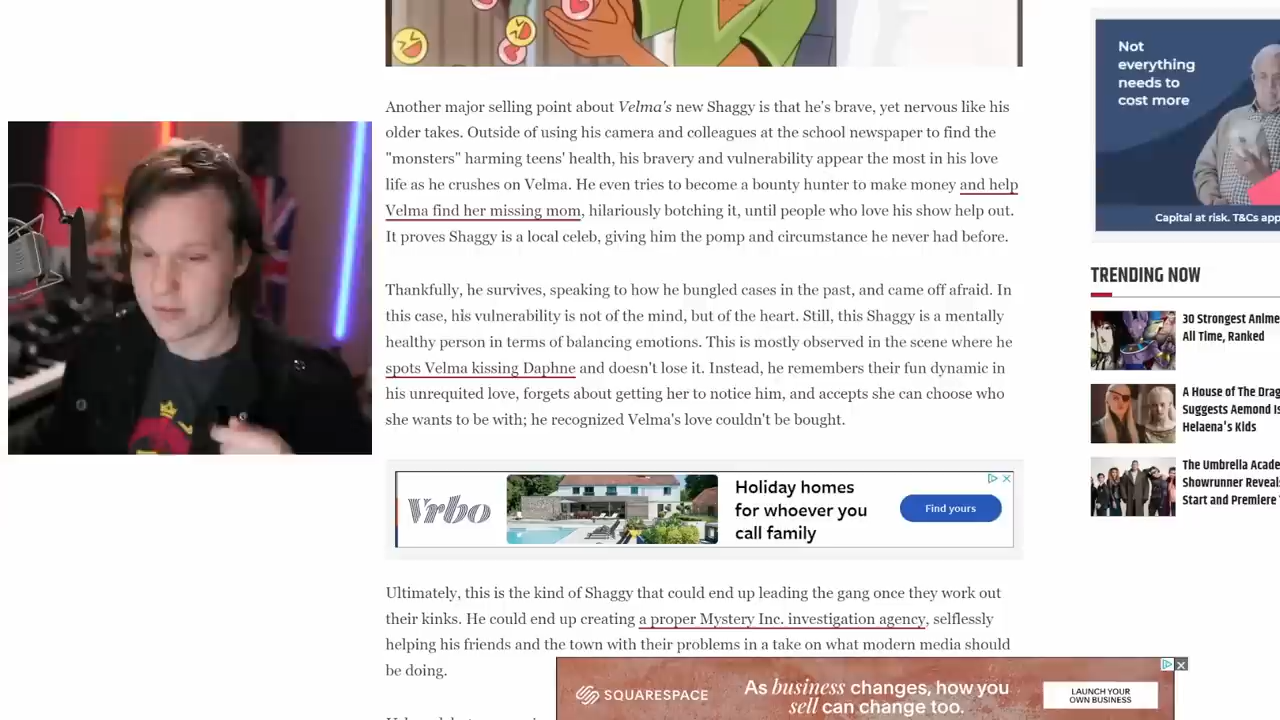 Another major selling point about Velma's new Shaggy is that he's brave, yet nervous like his
older takes. Outside of using his camera and colleagues at the school newspaper to find the
"monsters" harming teens' health, his bravery and vulnerability appear the most in his love
life as he crushes on Velma. He even tries to become a bounty hunter to make money and help
Velma find her missing mom, hilariously botching it, until people who love his show help out.
It proves Shaggy is a local celeb, giving him the pomp and circumstance he never had before.
Thankfully, he survives, speaking to how he bungled cases in the past, and came off afraid. In
this case, his vulnerability is not of the mind, but of the heart. Still, this Shaggy is a mentally
healthy person in terms of balancing emotions. This is mostly observed in the scene where he
spots Velma kissing Daphne and doesn't lose it. Instead, he remembers their fun dynamic in
his unrequited love, forgets about getting her to notice him, and accepts she can choose who
she wants to be with; he recognized Velma's love couldn't be bought.
Vrbo
Holiday homes
for whoever you
call family
Find yours
Ultimately, this is the kind of Shaggy that could end up leading the gang once they work out
their kinks. He could end up creating a proper Mystery Inc. investigation agency, selflessly
helping his friends and the town with their problems in a take on what modern media should
be doing.
SQUARESPACE
As business changes, how you
sell can change too.
LAUNCH YOUR
OWN BUSINESS
Not
everything
needs to
cost more
Capital at risk. T&Cs app
TRENDING NOW
30 Strongest Anime
All Time, Ranked
A House of The Drag
Suggests Aemond Is
Helaena's Kids
The Umbrella Acade
Showrunner Reveal
Start and Premiere